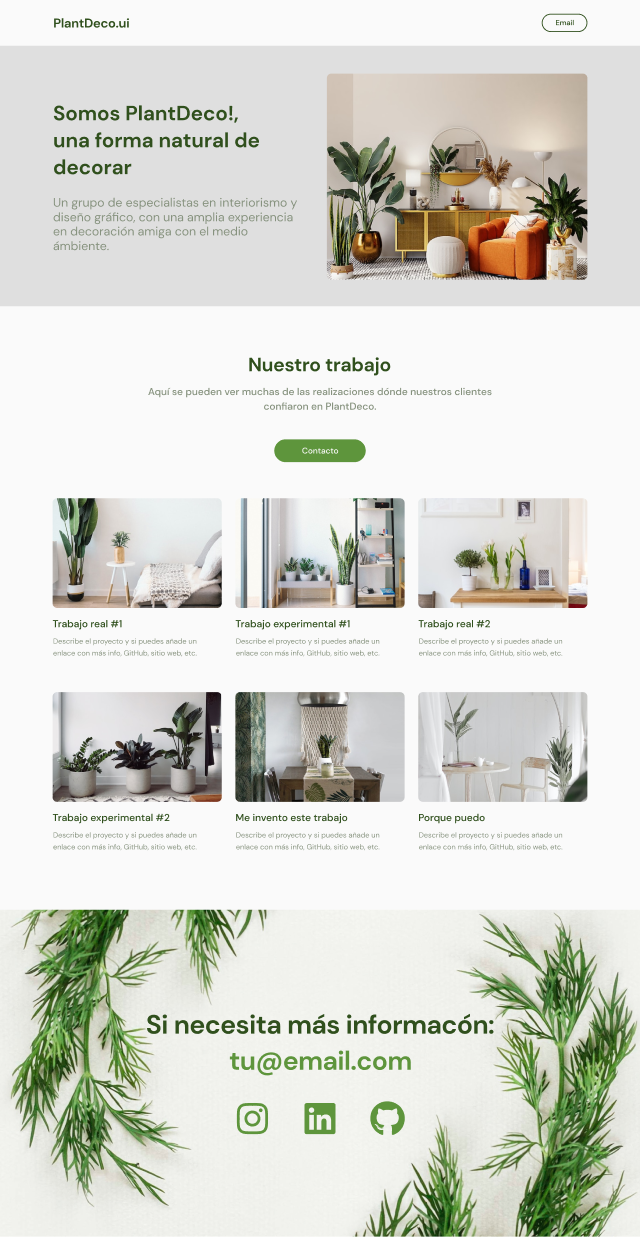 PlantDeco.ui
Email
Somos PlantDeco!,
una forma natural de
decorar
Un grupo de especialistas en interiorismo y
diseño gráfico, con una amplia experiencia
en decoración amiga con el medio
ámbiente.
Nuestro trabajo
Aquí se pueden ver muchas de las realizaciones dónde nuestros clientes
confiaron en PlantDeco.
Contacto
Trabajo real #1
Describe el proyecto y si puedes añade un
enlace con más info, GitHub, sitio web, etc.
Trabajo experimental #1
Describe el proyecto y si puedes añade un
enlace con más info, GitHub, sitio web, etc.
Trabajo real #2
Describe el proyecto y si puedes añade un
enlace con más info, GitHub, sitio web, etc.
Trabajo experimental #2
Describe el proyecto y si puedes añade un
enlace con más info, GitHub, sitio web, etc.
Me invento este trabajo
Describe el proyecto y si puedes añade un
enlace con más info, GitHub, sitio web, etc.
Porque puedo
Describe el proyecto y si puedes añade un
enlace con más info, GitHub, sitio web, etc.
Si necesita más informacón:
tu@email.com
in